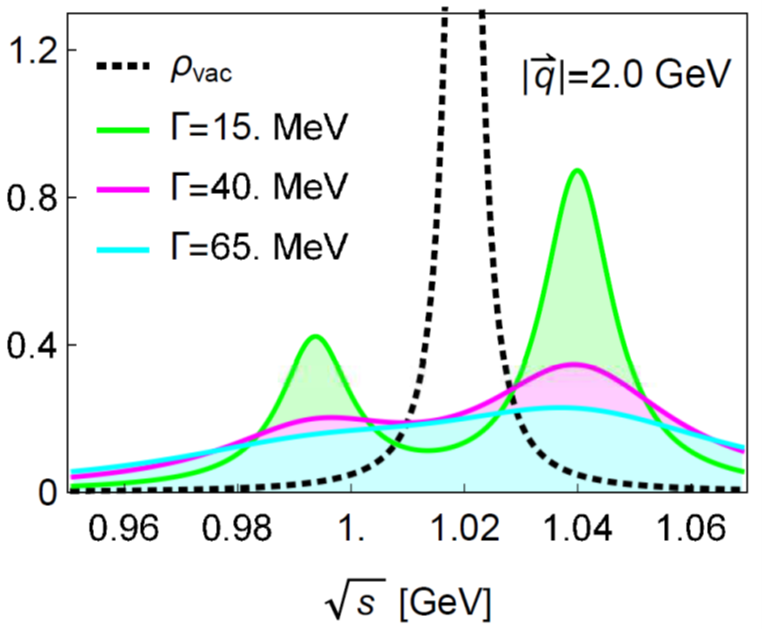 1.2
0.8
0.4
0
ρvac
Γ=15. MeV
Γ=40. MeV
Γ=65. MeV
|q⃗|=2.0 GeV
0.96 0.98 1. 1.02 1.04 1.06
√s [GeV]